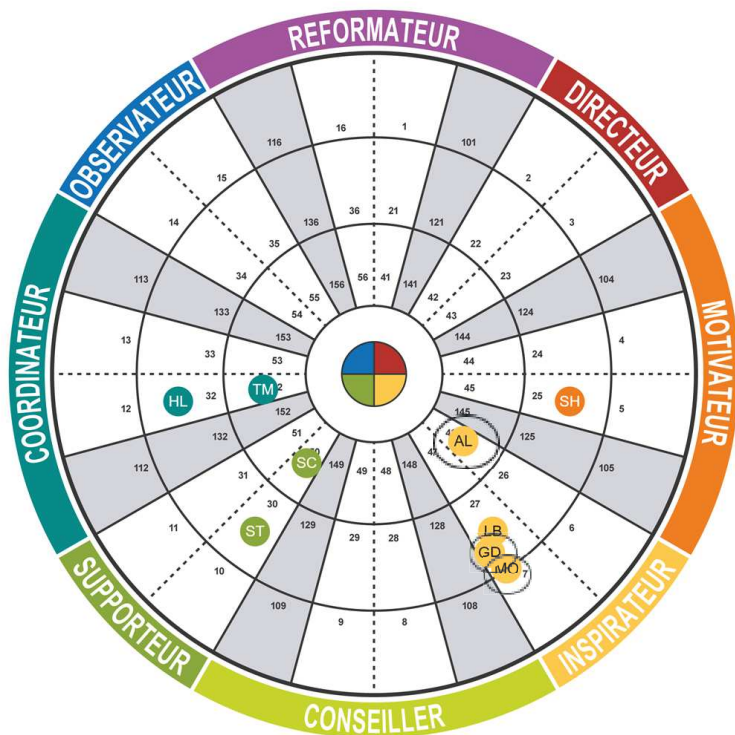 REFORMATEUR
DIRECTEUR
MOTIVATEUR
INSPIRATEUR
CONSEILLER
SUPPORTEUR
COORDINATEUR
OBSERVATEUR
116 16 1 101
15 2
14 136 36 21 121 3
35 22
113 34 156 56 41 141 23 104
55 42
133 54 43 124
13 153 144 4
33 53 44 24
12 HL 32 TM 45 25 SH 5
152 145
132 51 AL 125
112 SC 149 49 48 148 105
31 26
11 30 27 6
ST 129 29 28 128 LB
GD
10 MO 7
109 9 8 108